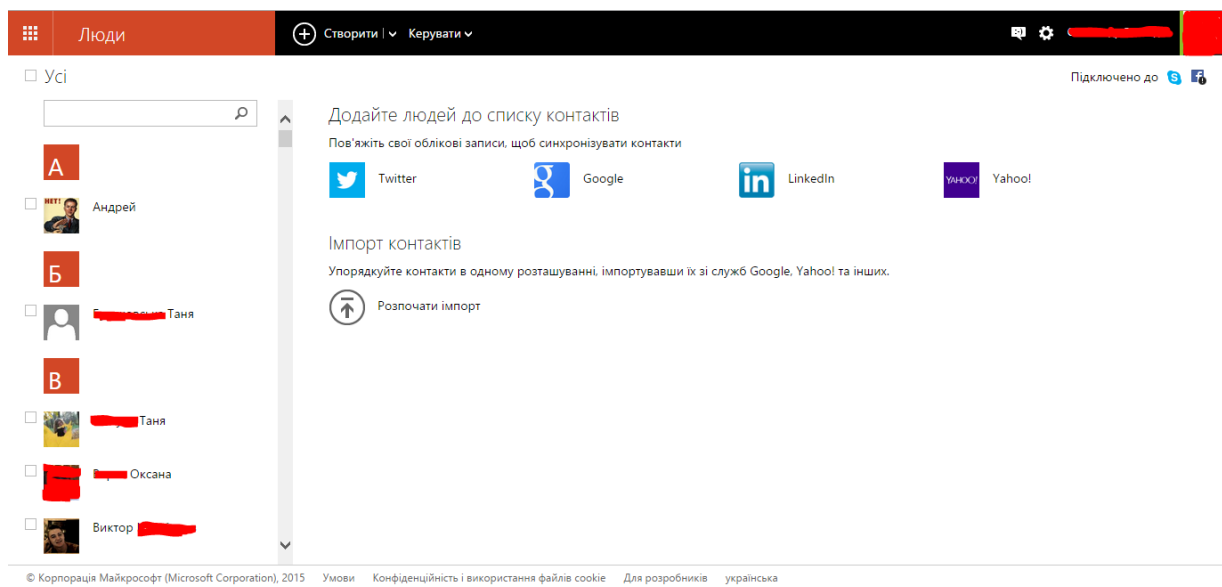 Люди
Створити
Керувати
Усі
Підключено до
Додайте людей до списку контактів
Пов'яжіть свої облікові записи, щоб синхронізувати контакти
Twitter
Google
LinkedIn
YAHOO!
Yahoo!
Імпорт контактів
Упорядкуйте контакти в одному розташуванні, імпортувавши їх зі служб Google, Yahoo! та інших.
Розпочати імпорт
А
НЕТ!
Андрей
Б
Таня
В
Таня
Оксана
Виктор
© Корпорація Майкрософт (Microsoft Corporation), 2015 Умови Конфіденційність і використання файлів cookie Для розробників українська